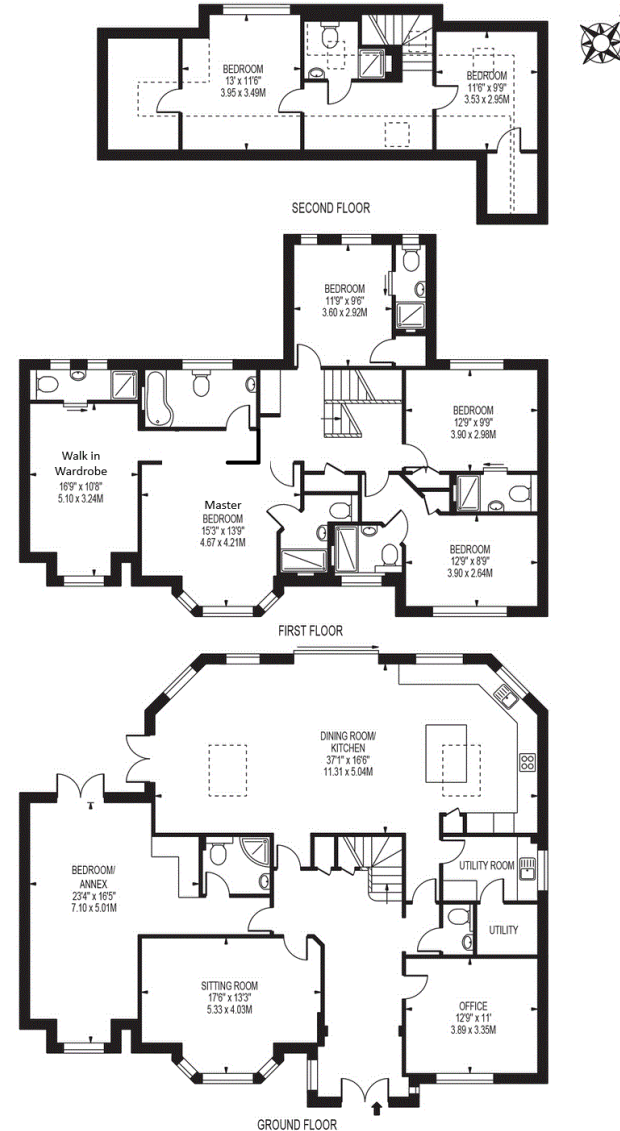 BEDROOM
13' x 11'6"
3.95 x 3.49M
BEDROOM
11'6" x 9'9"
3.53 x 2.95M
SECOND FLOOR
BEDROOM
11'9" x 9'6"
3.60 x 2.92M
BEDROOM
12'9" x 9'9"
3.90 x 2.98M
Walk in
Wardrobe
16'9" x 10'8"
5.10 x 3.24M
Master
BEDROOM
15'3" x 13'9"
4.67 x 4.21M
BEDROOM
12'9" x 8'9"
3.90 x 2.64M
FIRST FLOOR
DINING ROOM/
KITCHEN
37'1" x 16'6"
11.31 x 5.04M
BEDROOM/
ANNEX
23'4" x 16'5"
7.10 x 5.01M
UTILITY ROOM
UTILITY
SITTING ROOM
17'6" x 13'3"
5.33 x 4.03M
OFFICE
12'9" x 11'
3.89 x 3.35M
GROUND FLOOR